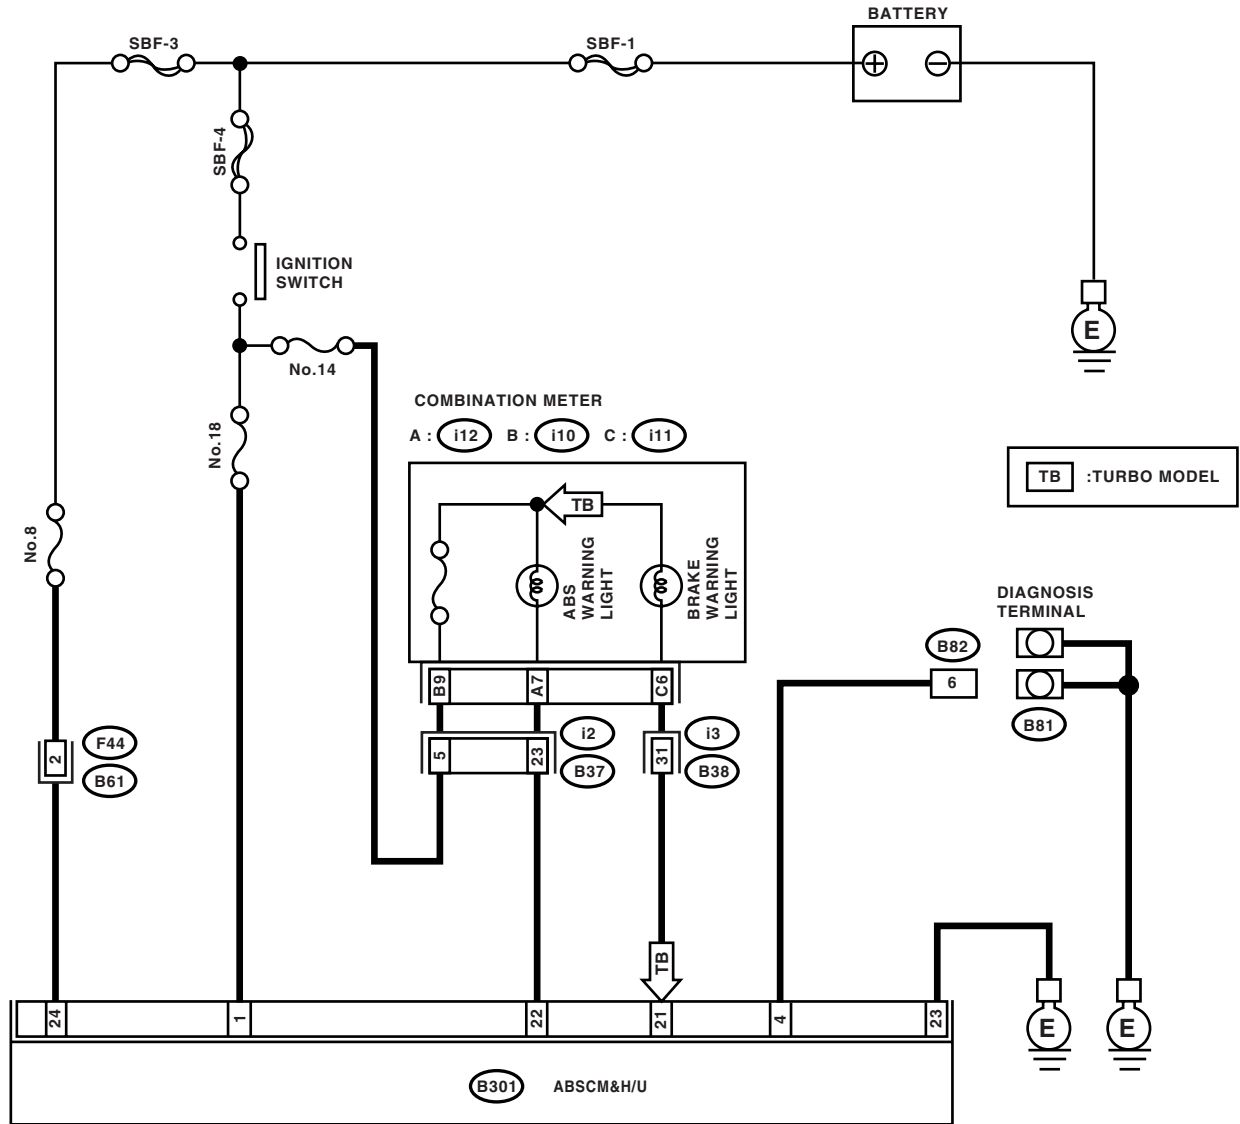 BATTERY
SBF-3
SBF-1
SBF-4
IGNITION
SWITCH
No.14
No.18
No.8
E
COMBINATION METER
A : i12 B : i10 C : i11
TB :TURBO MODEL
TB
ABS
WARNING
LIGHT
BRAKE
WARNING
LIGHT
DIAGNOSIS
TERMINAL
B82
6
B81
B9 A7 C6
i2
5 23
B37
i3
31
B38
F44
2
B61
TB
24 1 22 21 4 23
E E
B301 ABSCM&H/U